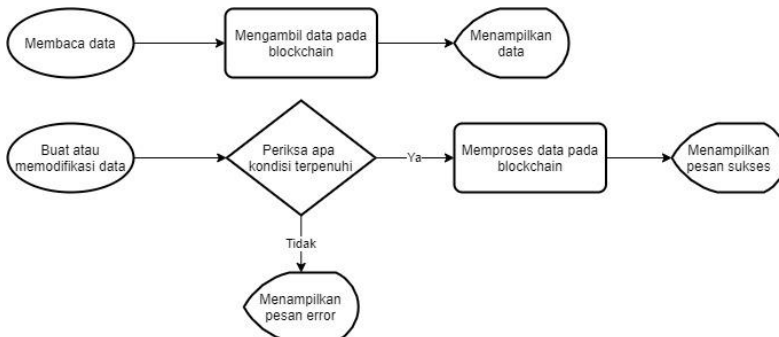 Membaca data
Mengambil data pada
blockchain
Menampilkan
data
Buat atau
memodifikasi data
Periksa apa
kondisi terpenuhi
Ya
Memproses data pada
blockchain
Menampilkan
pesan sukses
Tidak
Menampilkan
pesan error